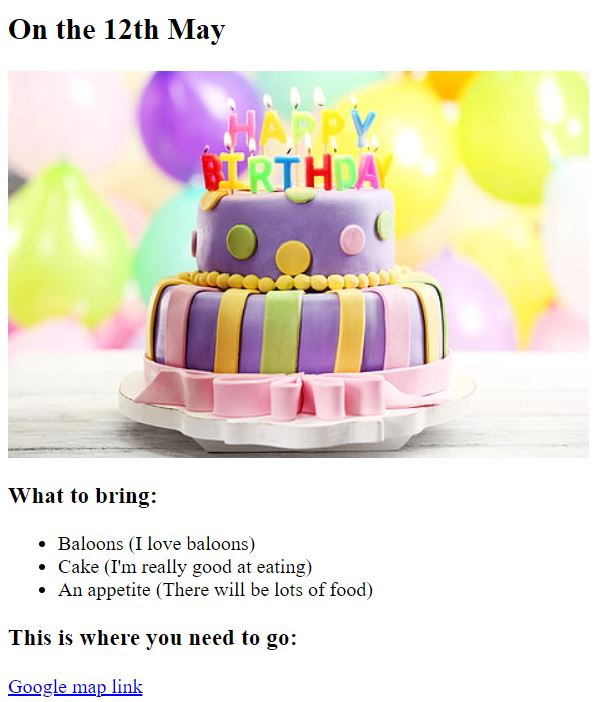 On the 12th May
HAPPY
BIRTHDAY
What to bring:
Baloons (I love baloons)
Cake (I'm really good at eating)
An appetite (There will be lots of food)
This is where you need to go:
Google map link